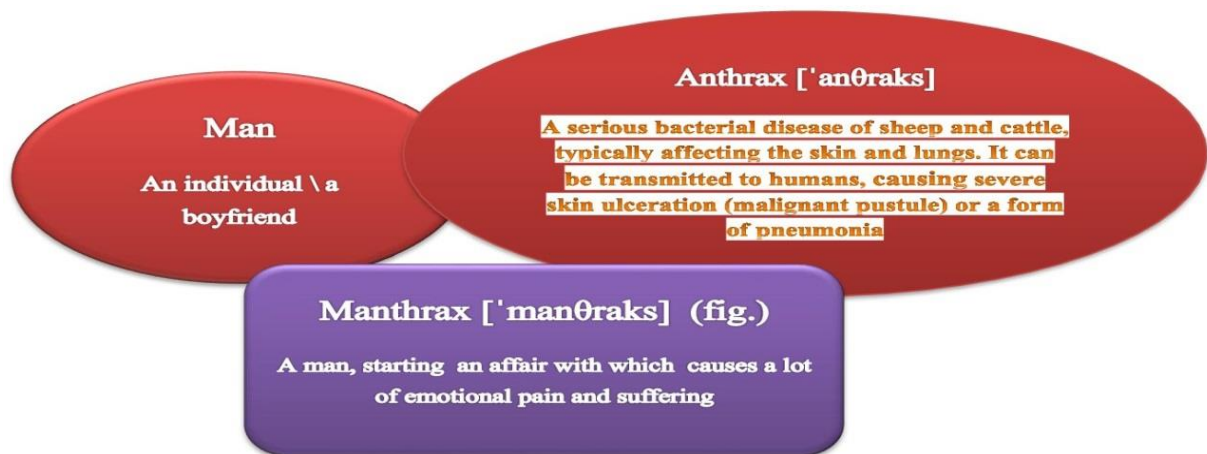 Man
An individual \ a
boyfriend
Anthrax [ˈanθraks]
A serious bacterial disease of sheep and cattle,
typically affecting the skin and lungs. It can
be transmitted to humans, causing severe
skin ulceration (malignant pustule) or a form
of pneumonia
Manthrax [ˈmanθraks] (fig.)
A man, starting an affair with which causes a lot
of emotional pain and suffering